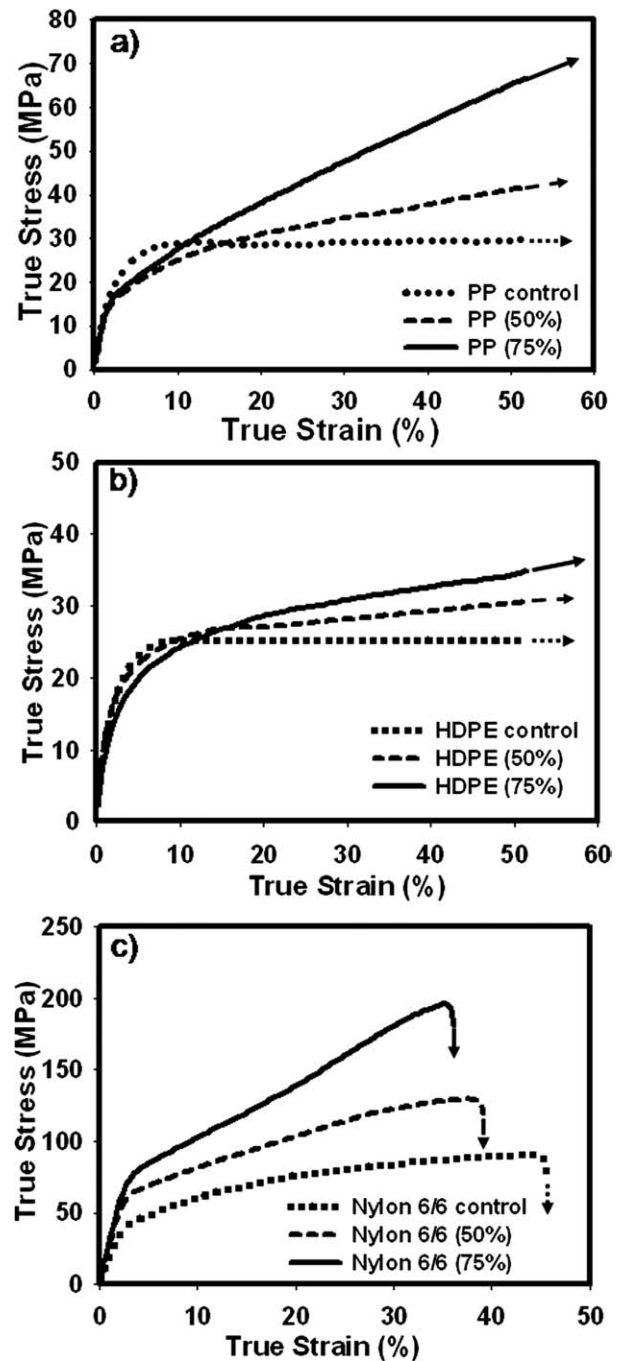 a)
True Stress (MPa)
80
70
60
50
40
30
20
10
0
PP control
PP (50%)
PP (75%)
0 10 20 30 40 50 60
True Strain (%)
b)
True Stress (MPa)
50
40
30
20
10
0
HDPE control
HDPE (50%)
HDPE (75%)
0 10 20 30 40 50 60
True Strain (%)
c)
True Stress (MPa)
250
200
150
100
50
0
Nylon 6/6 control
Nylon 6/6 (50%)
Nylon 6/6 (75%)
0 10 20 30 40 50
True Strain (%)